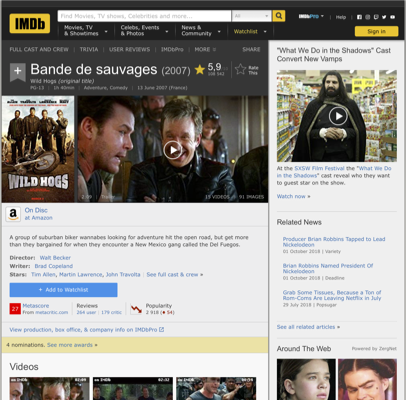 IMDb
Find Movies, TV shows, Celebrities and more...
All
IMDbPro
Help
Movies, TV & Showtimes
Celebs, Events & Photos
News & Community
Watchlist
Sign in
FULL CAST AND CREW | TRIVIA | USER REVIEWS | IMDbPro | MORE
SHARE
Bande de sauvages (2007)
Wild Hogs (original title)
PG-13 | 1h 40min | Adventure, Comedy | 13 June 2007 (France)
5,9
Rate This
WILD HOGS
2:09
Trailer
15 VIDEOS
91 IMAGES
On Disc
at Amazon
A group of suburban biker wannabes looking for adventure hit the open road, but get more
than they bargained for when they encounter a New Mexico gang called the Del Fuegos.
Director: Walt Becker
Writer: Brad Copeland
Stars: Tim Allen, Martin Lawrence, John Travolta | See full cast & crew »
+ Add to Watchlist
27
Metascore
From metacritic.com
Reviews
264 user | 179 critic
Popularity
2 918 ( 54)
View production, box office, & company info on IMDbPro
4 nominations. See more awards »
Videos
"What We Do in the Shadows" Cast
Convert New Vamps
At the SXSW Film Festival the "What We Do
in the Shadows" cast reveal who they want
to guest star on the show.
Watch now »
Related News
Producer Brian Robbins Tapped to Lead
Nickelodeon
01 October 2018 | Variety
Brian Robbins Named President Of
Nickelodeon
01 October 2018 | Deadline
Grab Some Tissues, Because a Ton of
Rom-Coms Are Leaving Netflix in July
29 July 2018 | Popsugar
See all related articles »
Around The Web
Powered by ZergNet